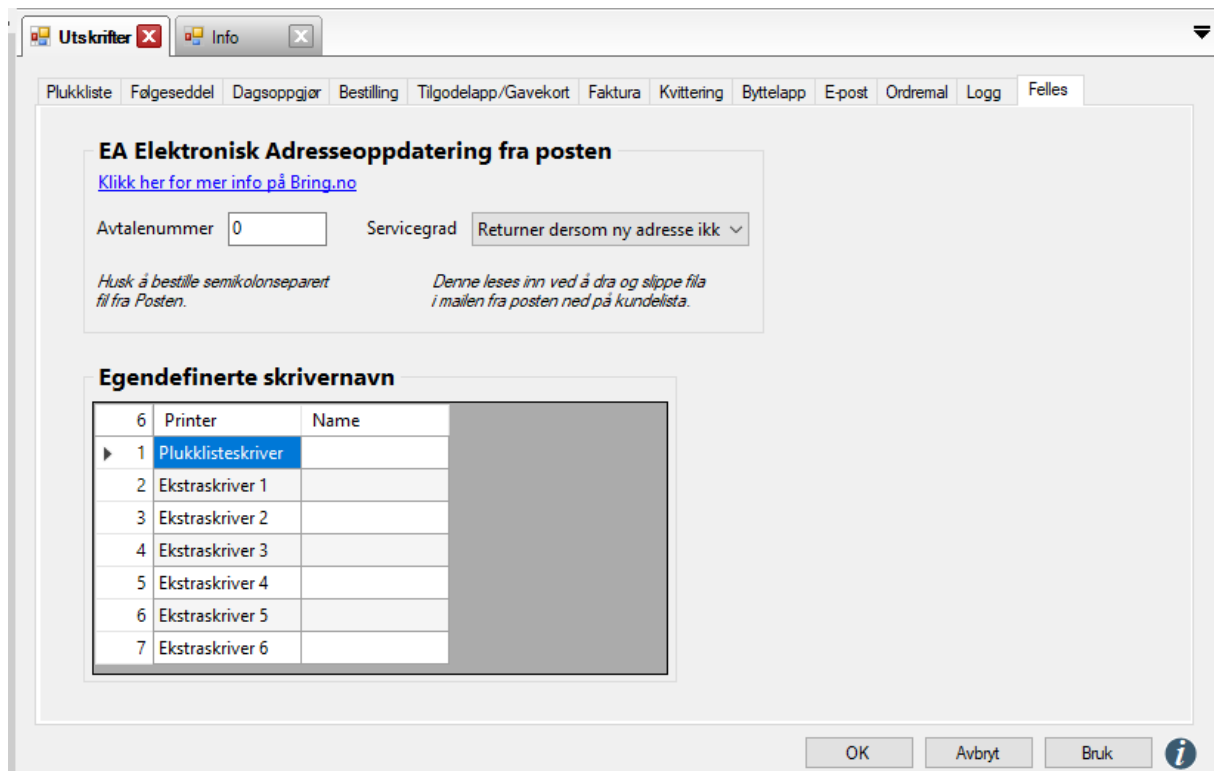 Utskrifter Info
Plukkliste Følgeseddel Dagsoppgjør Bestilling Tilgodelapp/Gavekort Faktura Kvittering Byttelapp E-post Ordremal Logg Felles
EA Elektronisk Adresseoppdatering fra posten
Klikk her for mer info på Bring.no
Avtalenummer 0 Servicegrad Returner dersom ny adresse ikk
Husk å bestille semikolonseparert
fil fra Posten.
Denne leses inn ved å dra og slippe fila
i mailen fra posten ned på kundelista.
Egendefinerte skrivernavn
6 Printer Name
1 Plukklisteskriver
2 Ekstraskriver 1
3 Ekstraskriver 2
4 Ekstraskriver 3
5 Ekstraskriver 4
6 Ekstraskriver 5
7 Ekstraskriver 6
OK Avbryt Bruk i